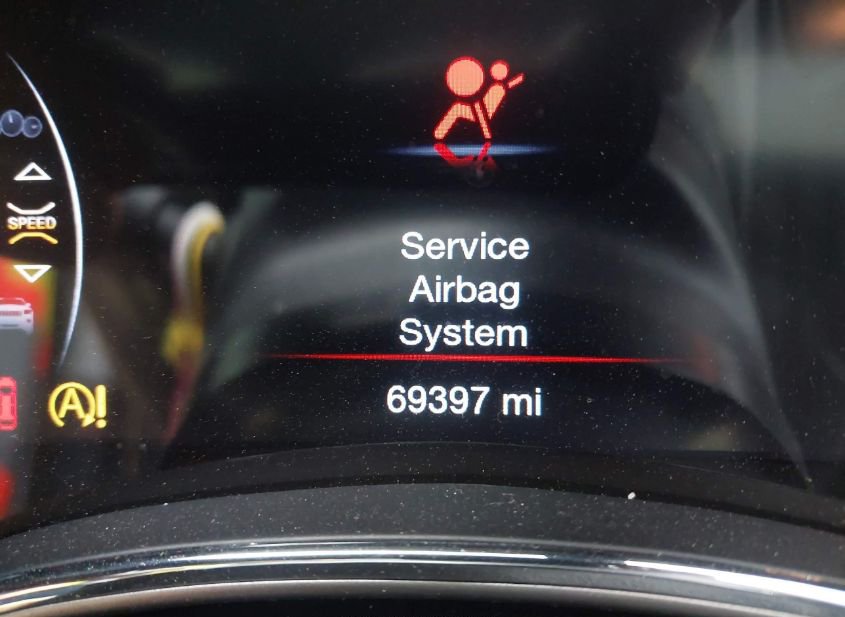 SPEED
Service
Airbag
System
69397 mi
A!